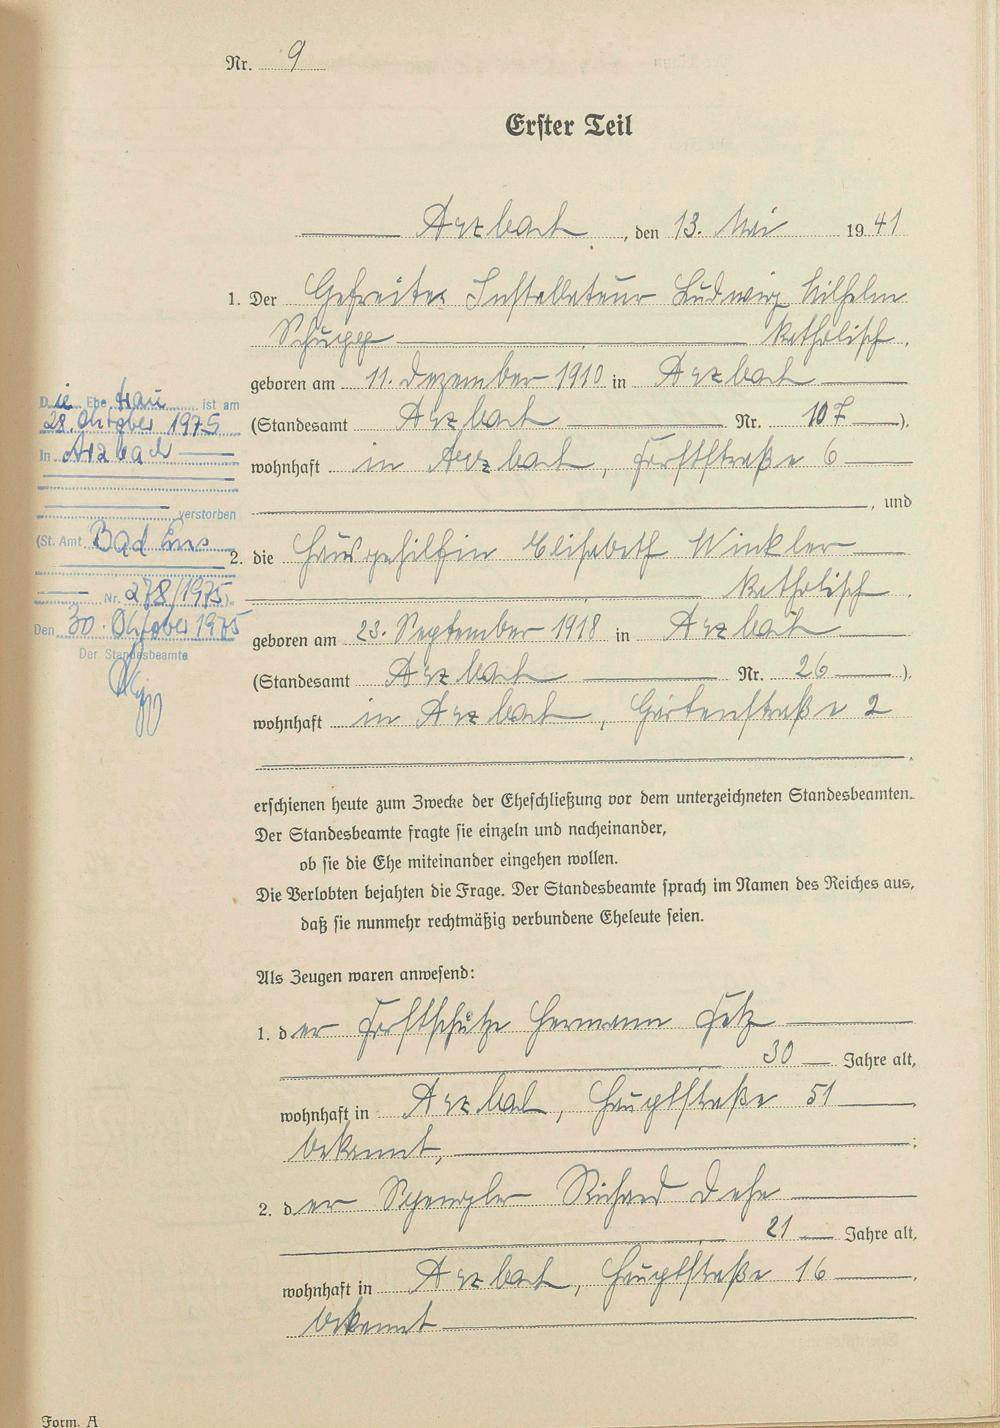 Nr. 9
Erster Teil
Arzbach, den 13. Mai 1941
1. Der Gefreiter Installateur Ludwig Wilhelm
Schupp katholisch,
geboren am 11. Dezember 1910 in Arzbach
(Standesamt Arzbach Nr. 107),
wohnhaft in Arzbach, Forststraße 6
, und
2. die Hausgehilfin Elisabeth Winkler
katholisch,
geboren am 23. September 1918 in Arzbach
(Standesamt Arzbach Nr. 26),
wohnhaft in Arzbach, Gartenstraße 2
.
erschienen heute zum Zwecke der Eheschließung vor dem unterzeichneten Standesbeamten.
Der Standesbeamte fragte sie einzeln und nacheinander,
ob sie die Ehe miteinander eingehen wollen.
Die Verlobten bejahten die Frage. Der Standesbeamte sprach im Namen des Reiches aus,
daß sie nunmehr rechtmäßig verbundene Eheleute seien.
Als Zeugen waren anwesend:
1. der Forstschütze Hermann
30 Jahre alt,
wohnhaft in Arzbach, Hauptstraße 51
bekannt, ;
2. der Spengler Richard Dehe
21 Jahre alt,
wohnhaft in Arzbach, Hauptstraße 16
bekannt
Die Ehefrau ist am
28. Oktober 1975
In Arzbach
verstorben
(St. Amt Bad Ems
Nr. 278/1975).
Den 30. Oktober 1975
Der Standesbeamte
Form. A